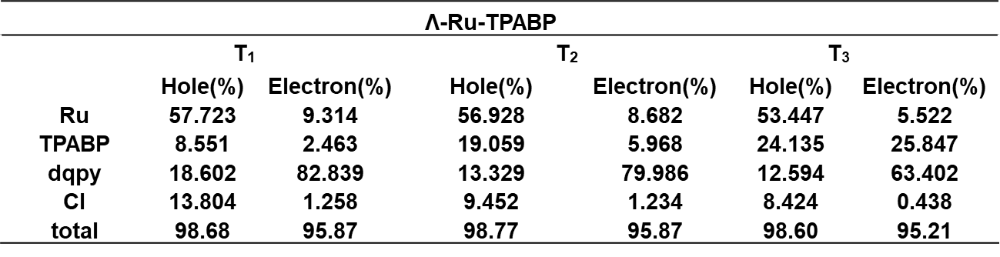 Λ-Ru-TPABP
T₁ T₂ T₃
Hole(%) Electron(%) Hole(%) Electron(%) Hole(%) Electron(%)
Ru 57.723 9.314 56.928 8.682 53.447 5.522
TPABP 8.551 2.463 19.059 5.968 24.135 25.847
dqpy 18.602 82.839 13.329 79.986 12.594 63.402
Cl 13.804 1.258 9.452 1.234 8.424 0.438
total 98.68 95.87 98.77 95.87 98.60 95.21